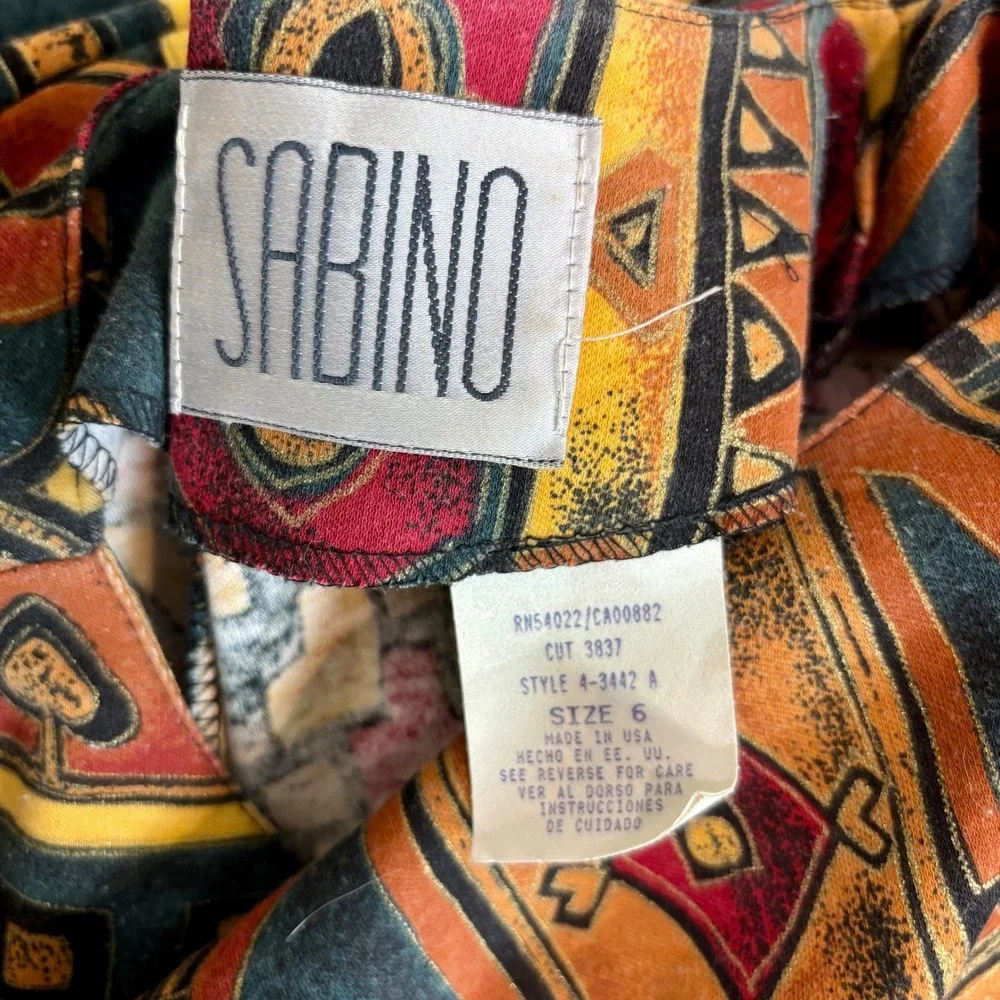 SABINO
RN54022/CA00882
CUT 3837
STYLE 4-3442 A
SIZE 6
MADE IN USA
HECHO EN EE. UU.
SEE REVERSE FOR CARE
VER AL DORSO PARA
INSTRUCCIONES
DE CUIDADO